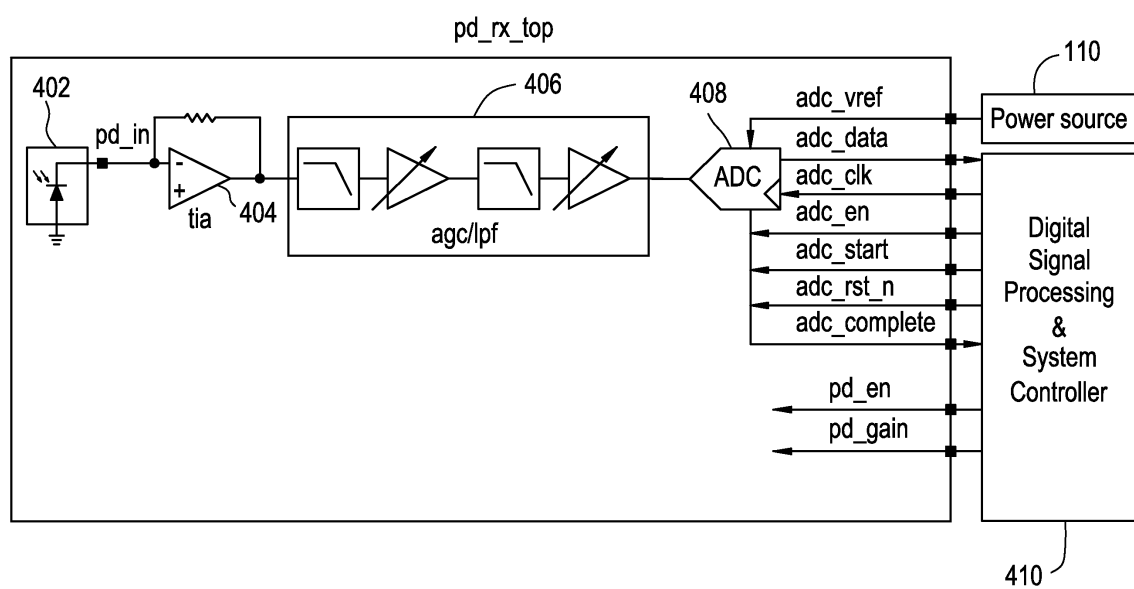 pd_rx_top
402
pd_in
-
+
tia
404
406
agc/lpf
408
ADC
adc_vref
adc_data
adc_clk
adc_en
adc_start
adc_rst_n
adc_complete
pd_en
pd_gain
110
Power source
Digital
Signal
Processing
&
System
Controller
410